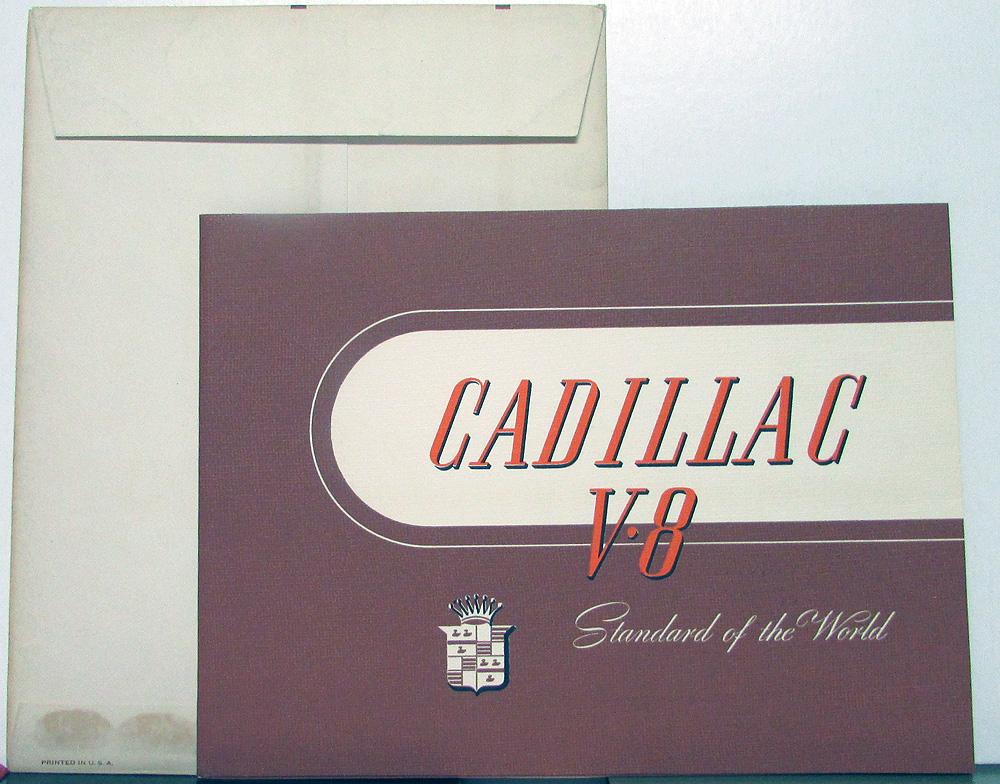 CADILLAC
V·8
Standard of the World
PRINTED IN U. S. A.